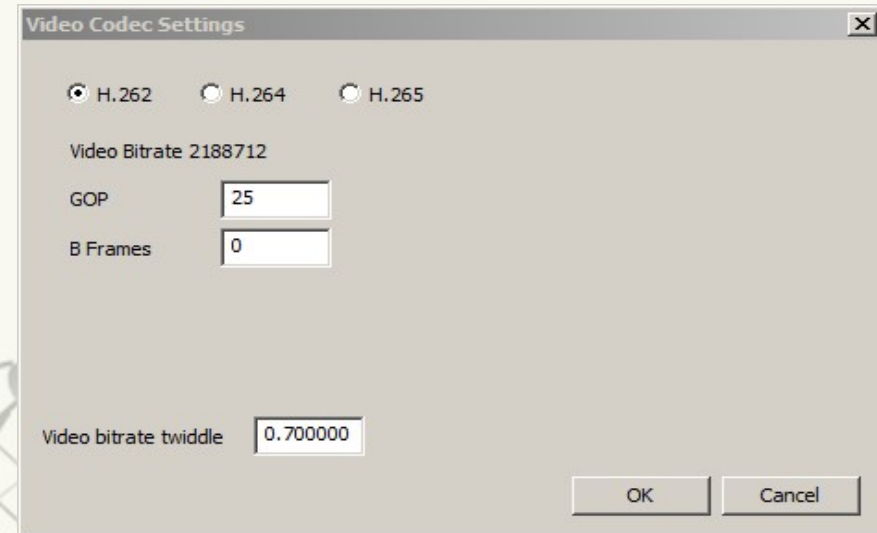 Video Codec Settings
H.262 H.264 H.265
Video Bitrate 2188712
GOP 25
B Frames 0
Video bitrate twiddle 0.700000
OK Cancel